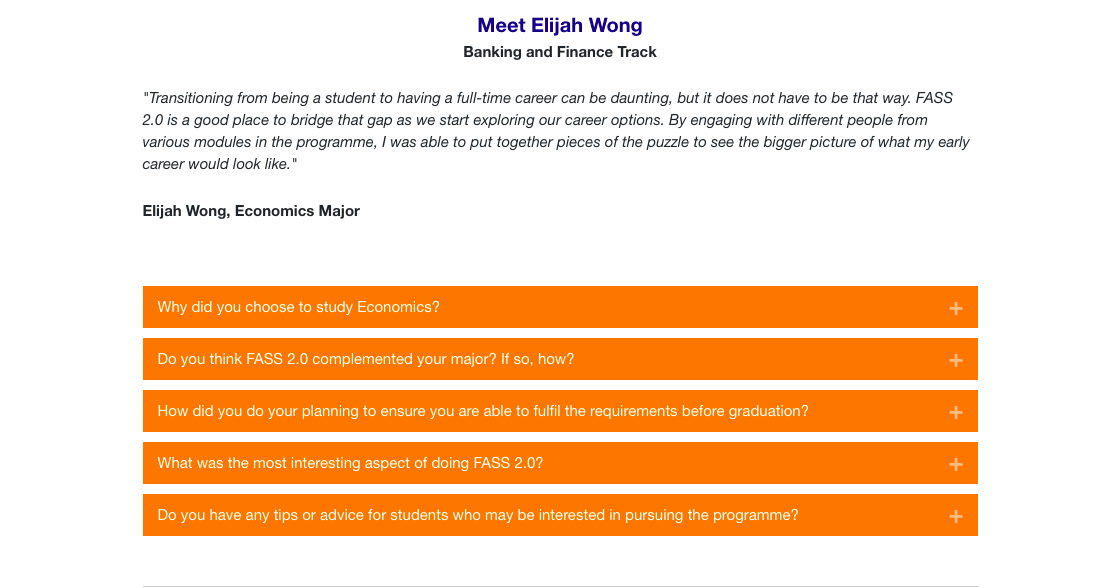 Meet Elijah Wong
Banking and Finance Track
"Transitioning from being a student to having a full-time career can be daunting, but it does not have to be that way. FASS
2.0 is a good place to bridge that gap as we start exploring our career options. By engaging with different people from
various modules in the programme, I was able to put together pieces of the puzzle to see the bigger picture of what my early
career would look like."
Elijah Wong, Economics Major
Why did you choose to study Economics?
Do you think FASS 2.0 complemented your major? If so, how?
How did you do your planning to ensure you are able to fulfil the requirements before graduation?
What was the most interesting aspect of doing FASS 2.0?
Do you have any tips or advice for students who may be interested in pursuing the programme?